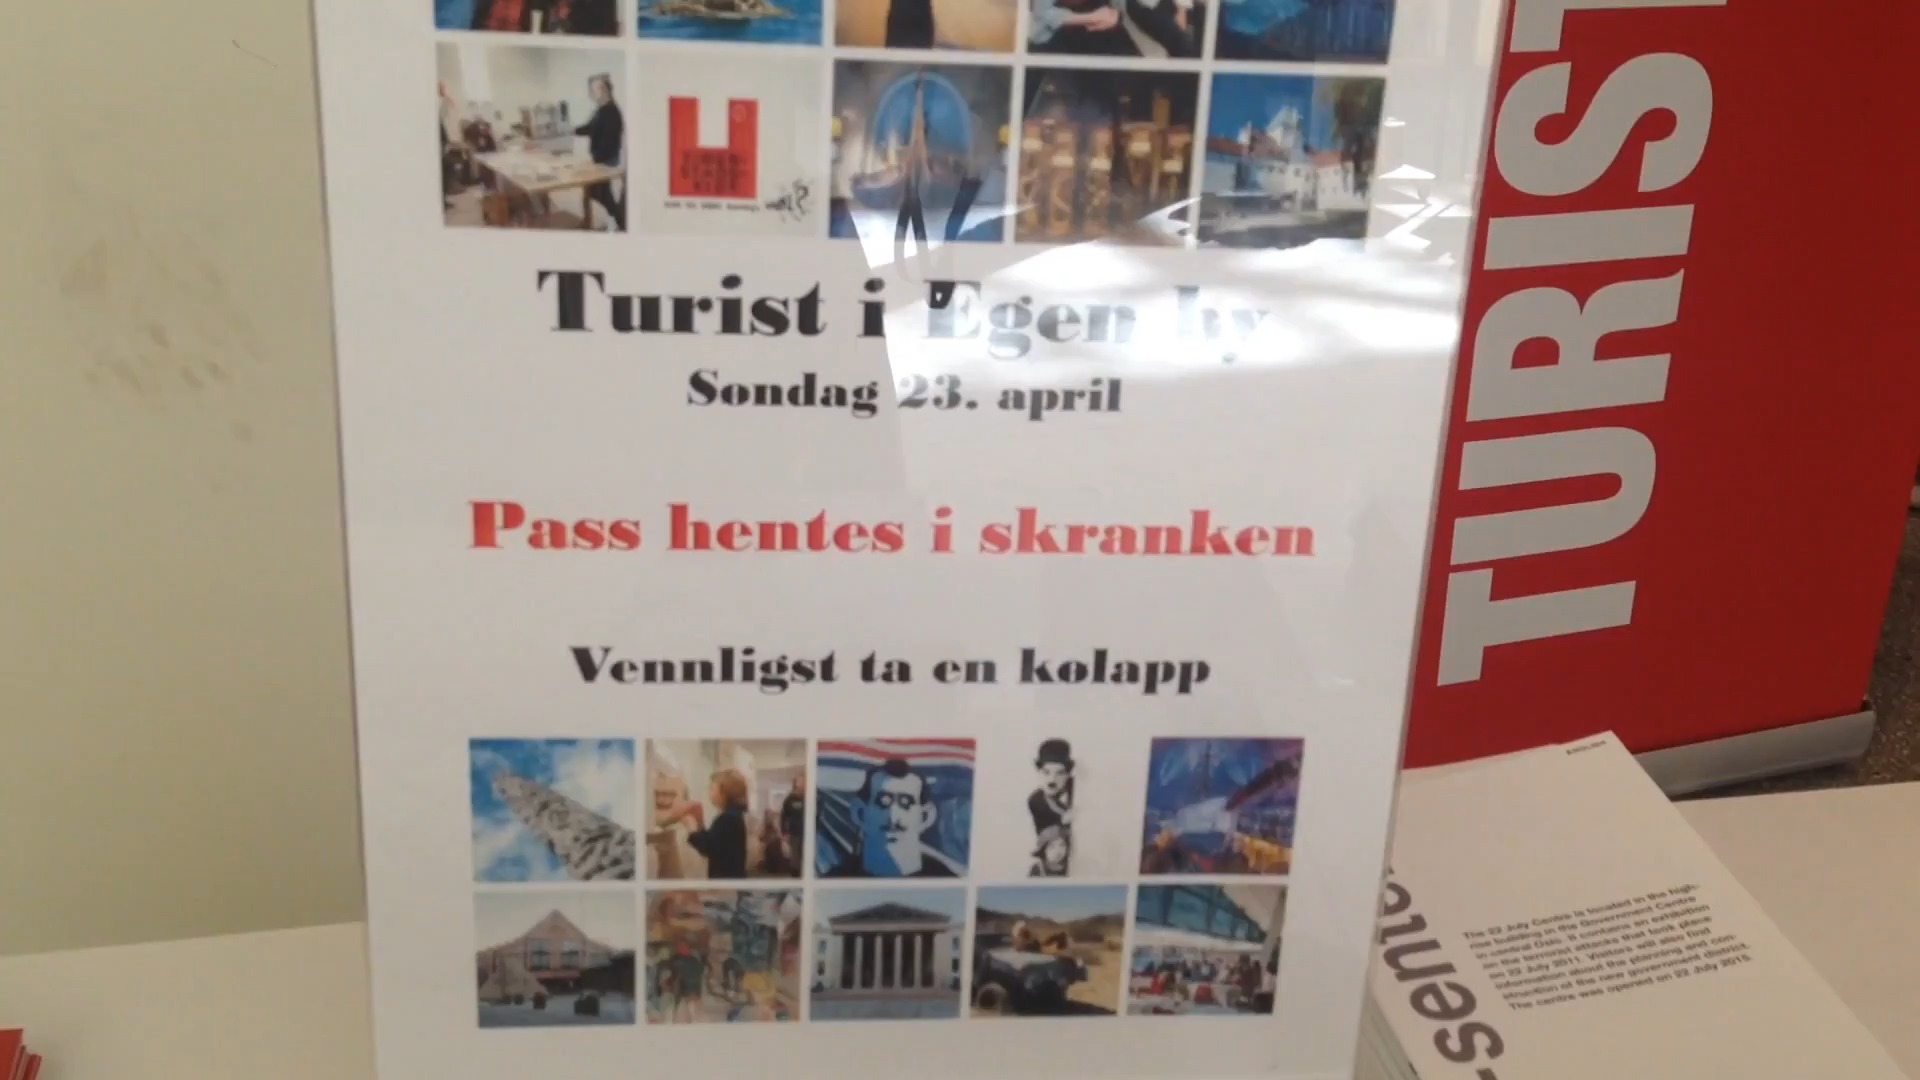 Turist i Egen by
Søndag 23. april
Pass hentes i skranken
Vennligst ta en kølapp
TURIST
ENGLISH
The 22 July Centre is located in the high-
rise building in the Government Centre
in central Oslo. It contains an exhibition
on the terrorist attacks that took place
on 22 July 2011. Visitors will also find
information about the planning and con-
struction of the new government district.
The centre was opened on 22 July 2015.
-senteret